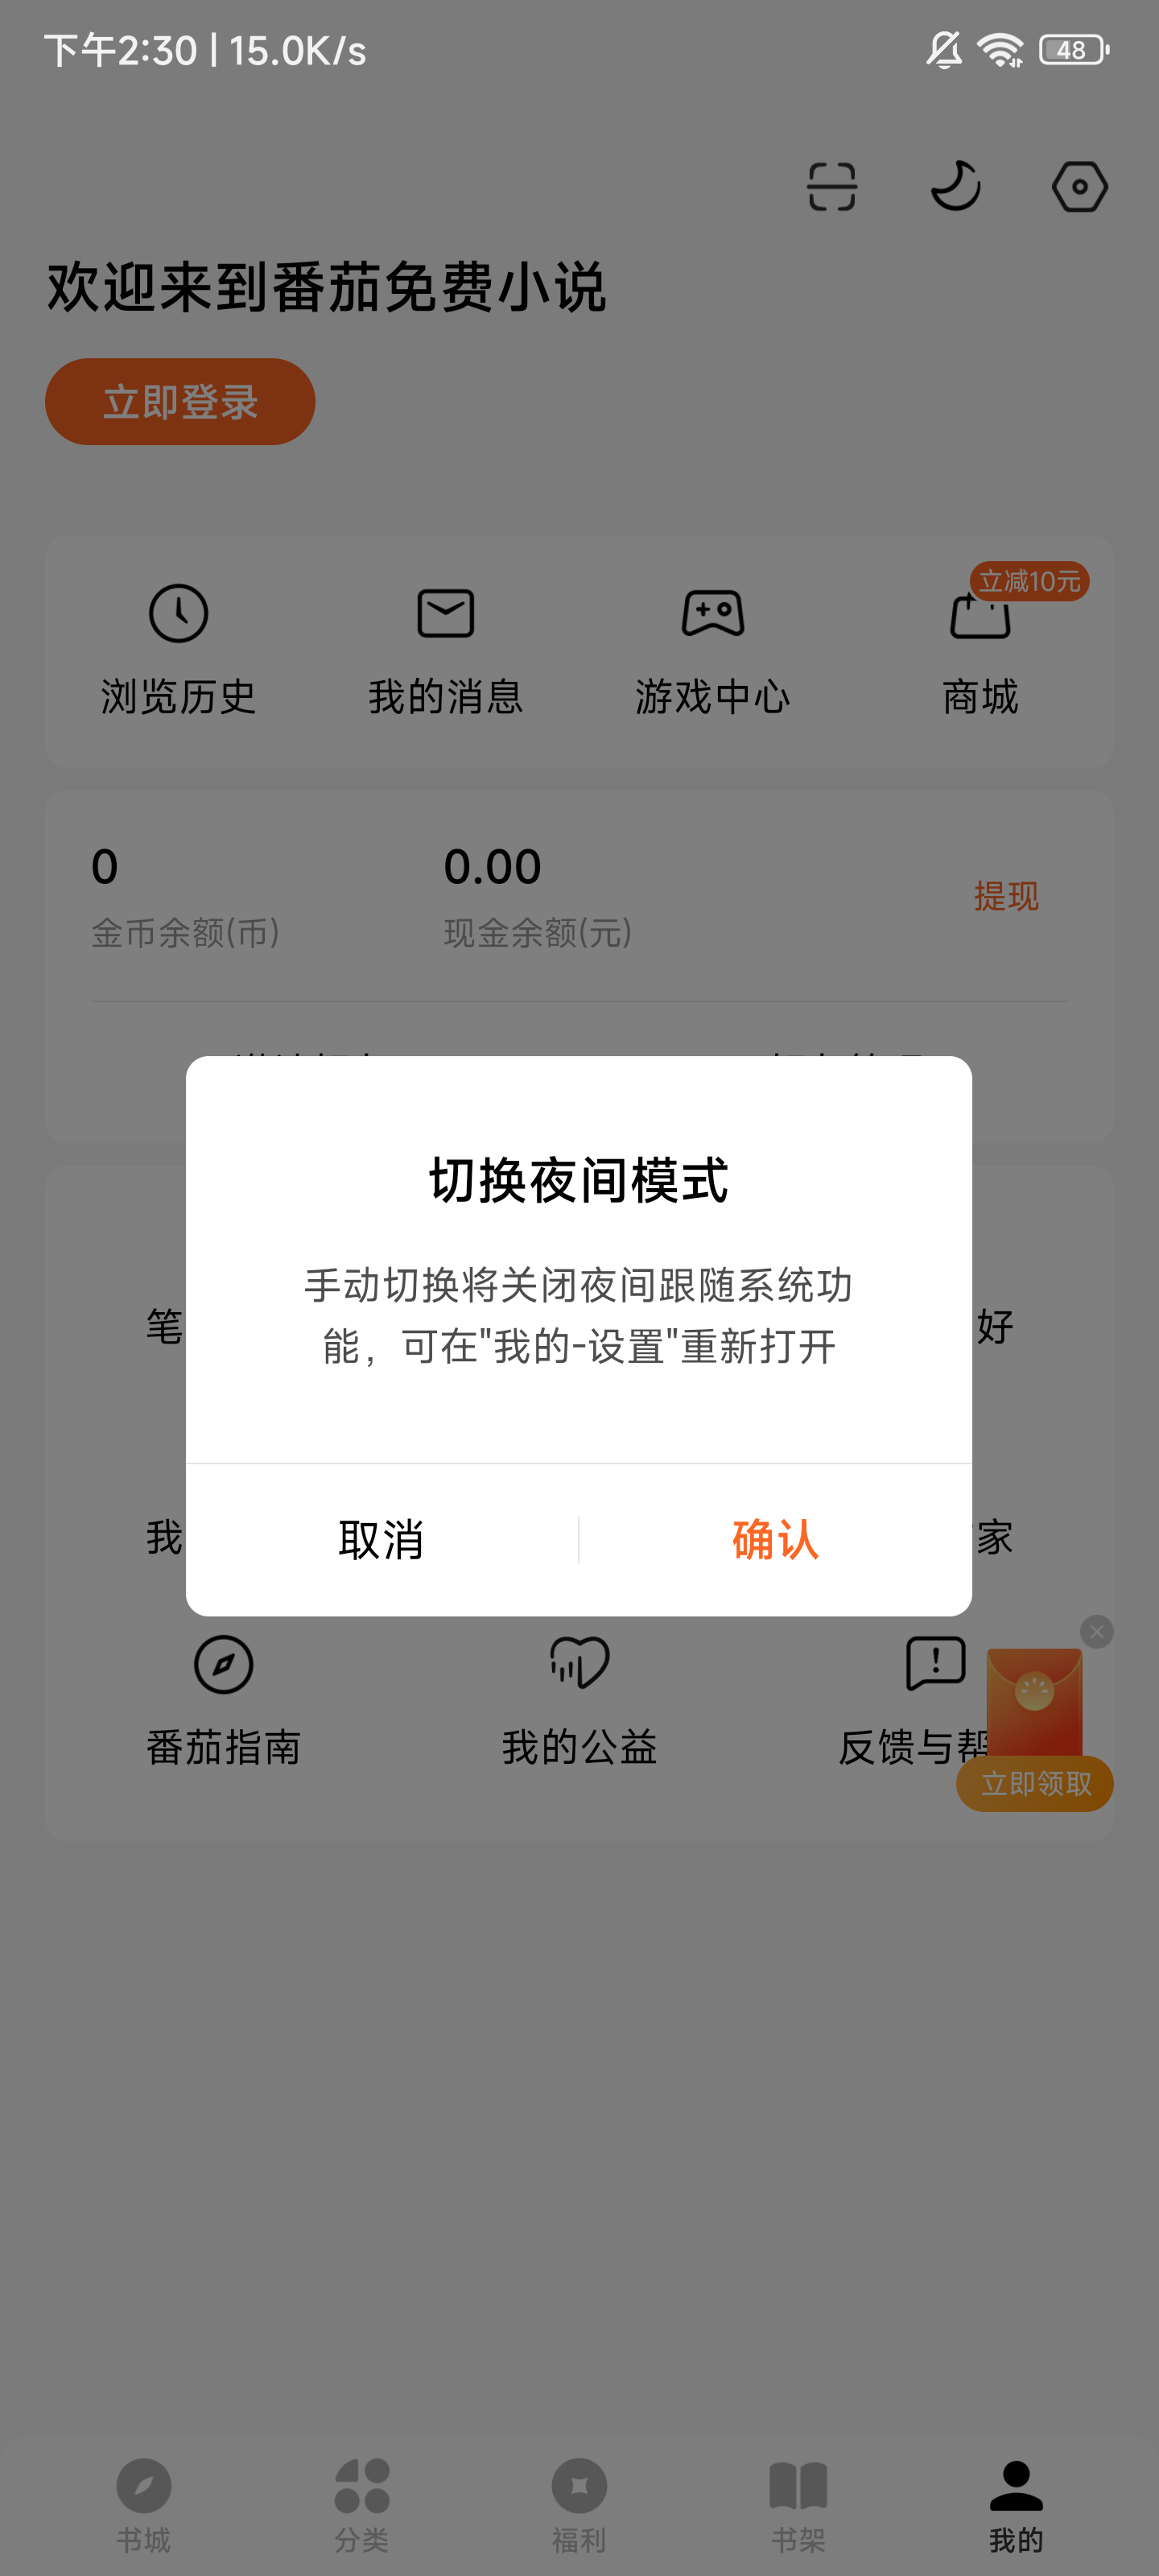 下午2:30 | 15.0K/s
48
欢迎来到番茄免费小说
立即登录
立减10元
浏览历史
我的消息
游戏中心
商城
0
0.00
提现
金币余额(币)
现金余额(元)
切换夜间模式
手动切换将关闭夜间跟随系统功
能，可在"我的-设置"重新打开
笔
好
我
家
取消
确认
番茄指南
我的公益
反馈与帮
立即领取
书城
分类
福利
书架
我的